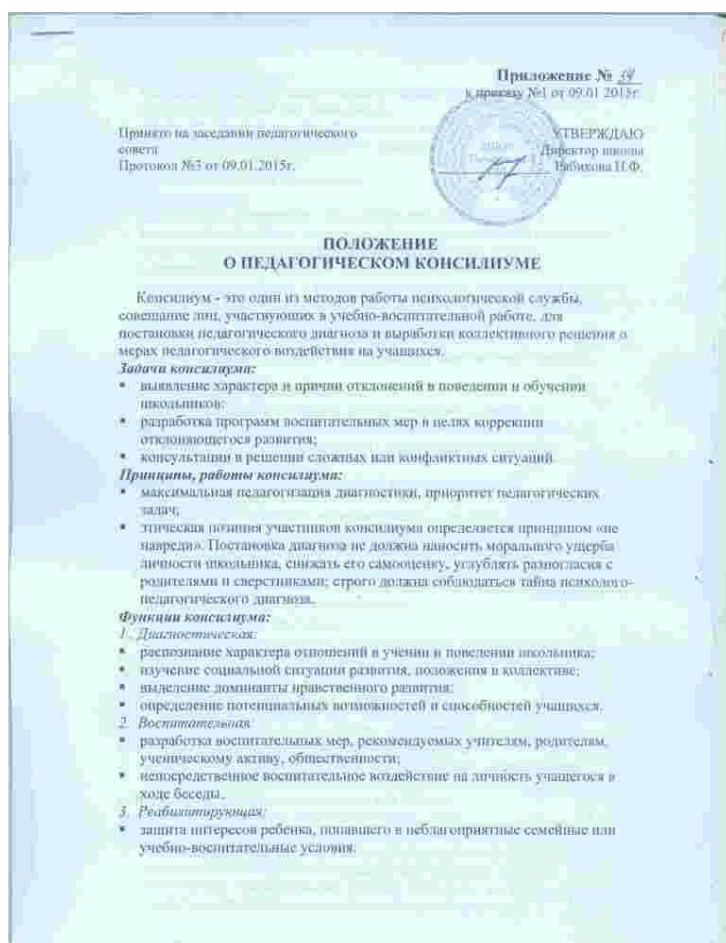 Приложение № 34
к приказу №1 от 09.01 2015г.
Принято на заседании педагогического
совета
Протокол №3 от 09.01.2015г.
УТВЕРЖДАЮ
Директор школы
Рабихова Н.Ф.
ПОЛОЖЕНИЕ
О ПЕДАГОГИЧЕСКОМ КОНСИЛИУМЕ
Консилиум - это один из методов работы психологической службы,
совещание лиц, участвующих в учебно-воспитательной работе, для
постановки педагогического диагноза и выработки коллективного решения о
мерах педагогического воздействия на учащихся.
Задачи консилиума:
▪ выявление характера и причин отклонений в поведении и обучении
школьников;
▪ разработка программ воспитательных мер в целях коррекции
отклоняющегося развития;
▪ консультации в решении сложных или конфликтных ситуаций
Принципы, работы консилиума:
▪ максимальная педагогизация диагностики, приоритет педагогических
задач;
▪ этическая позиция участников консилиума определяется принципом «не
навреди». Постановка диагноза не должна наносить морального ущерба
личности школьника, снижать его самооценку, углублять разногласия с
родителями и сверстниками; строго должна соблюдаться тайна психолого-
педагогического диагноза.
Функции консилиума:
1. Диагностическая:
▪ распознание характера отношений в учении и поведении школьника;
▪ изучение социальной ситуации развития, положения в коллективе;
▪ выделение доминанты нравственного развития;
▪ определение потенциальных возможностей и способностей учащихся.
2. Воспитательная
▪ разработка воспитательных мер, рекомендуемых учителям, родителям,
ученическому активу, общественности;
▪ непосредственное воспитательное воздействие на личность учащегося в
ходе беседы.
3. Реабилитирующая:
▪ защита интересов ребенка, попавшего в неблагоприятные семейные или
учебно-воспитательные условия.